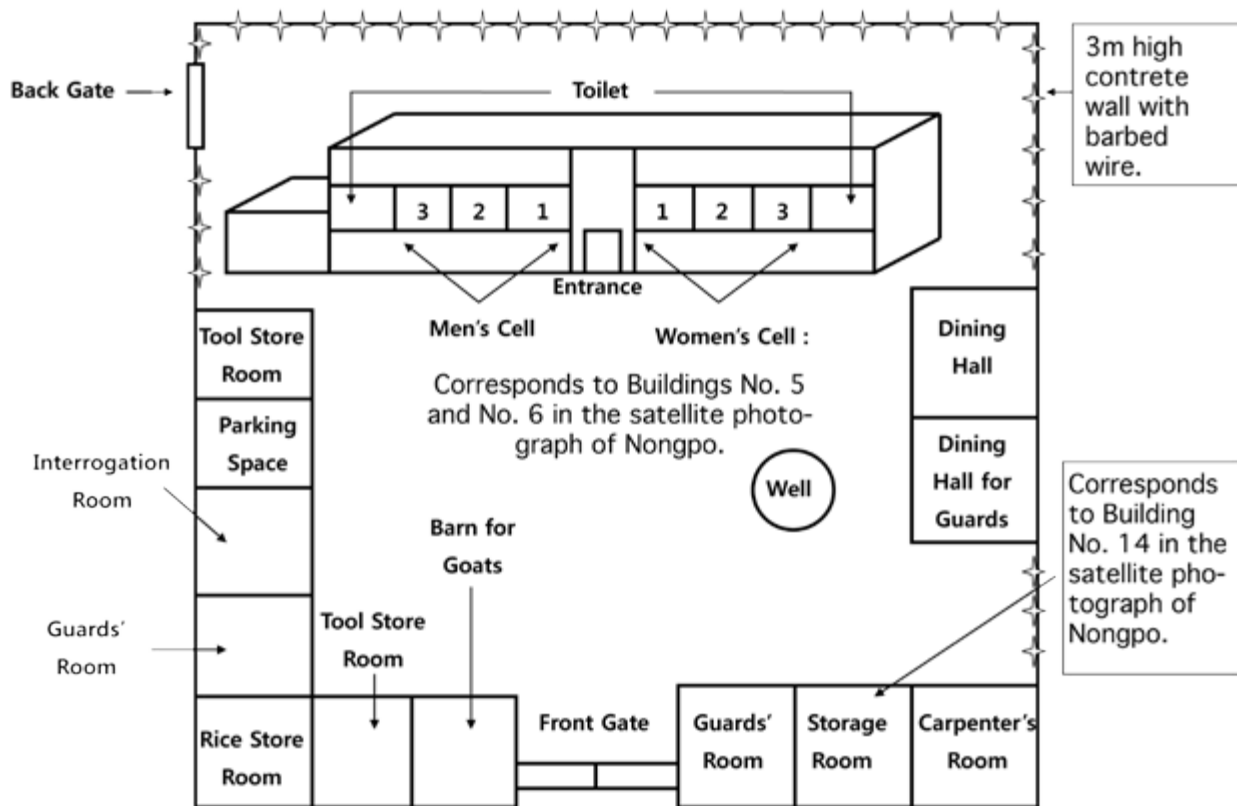 Back Gate
Toilet
3m high
contrete
wall with
barbed
wire.
3 2 1
1 2 3
Entrance
Men's Cell
Women's Cell :
Corresponds to Buildings No. 5
and No. 6 in the satellite photo-
graph of Nongpo.
Tool Store
Room
Parking
Space
Interrogation
Room
Guards'
Room
Dining
Hall
Dining
Hall for
Guards
Well
Barn for
Goats
Tool Store
Room
Corresponds
to Building
No. 14 in the
satellite pho-
tograph of
Nongpo.
Rice Store
Room
Front Gate
Guards'
Room
Storage
Room
Carpenter's
Room